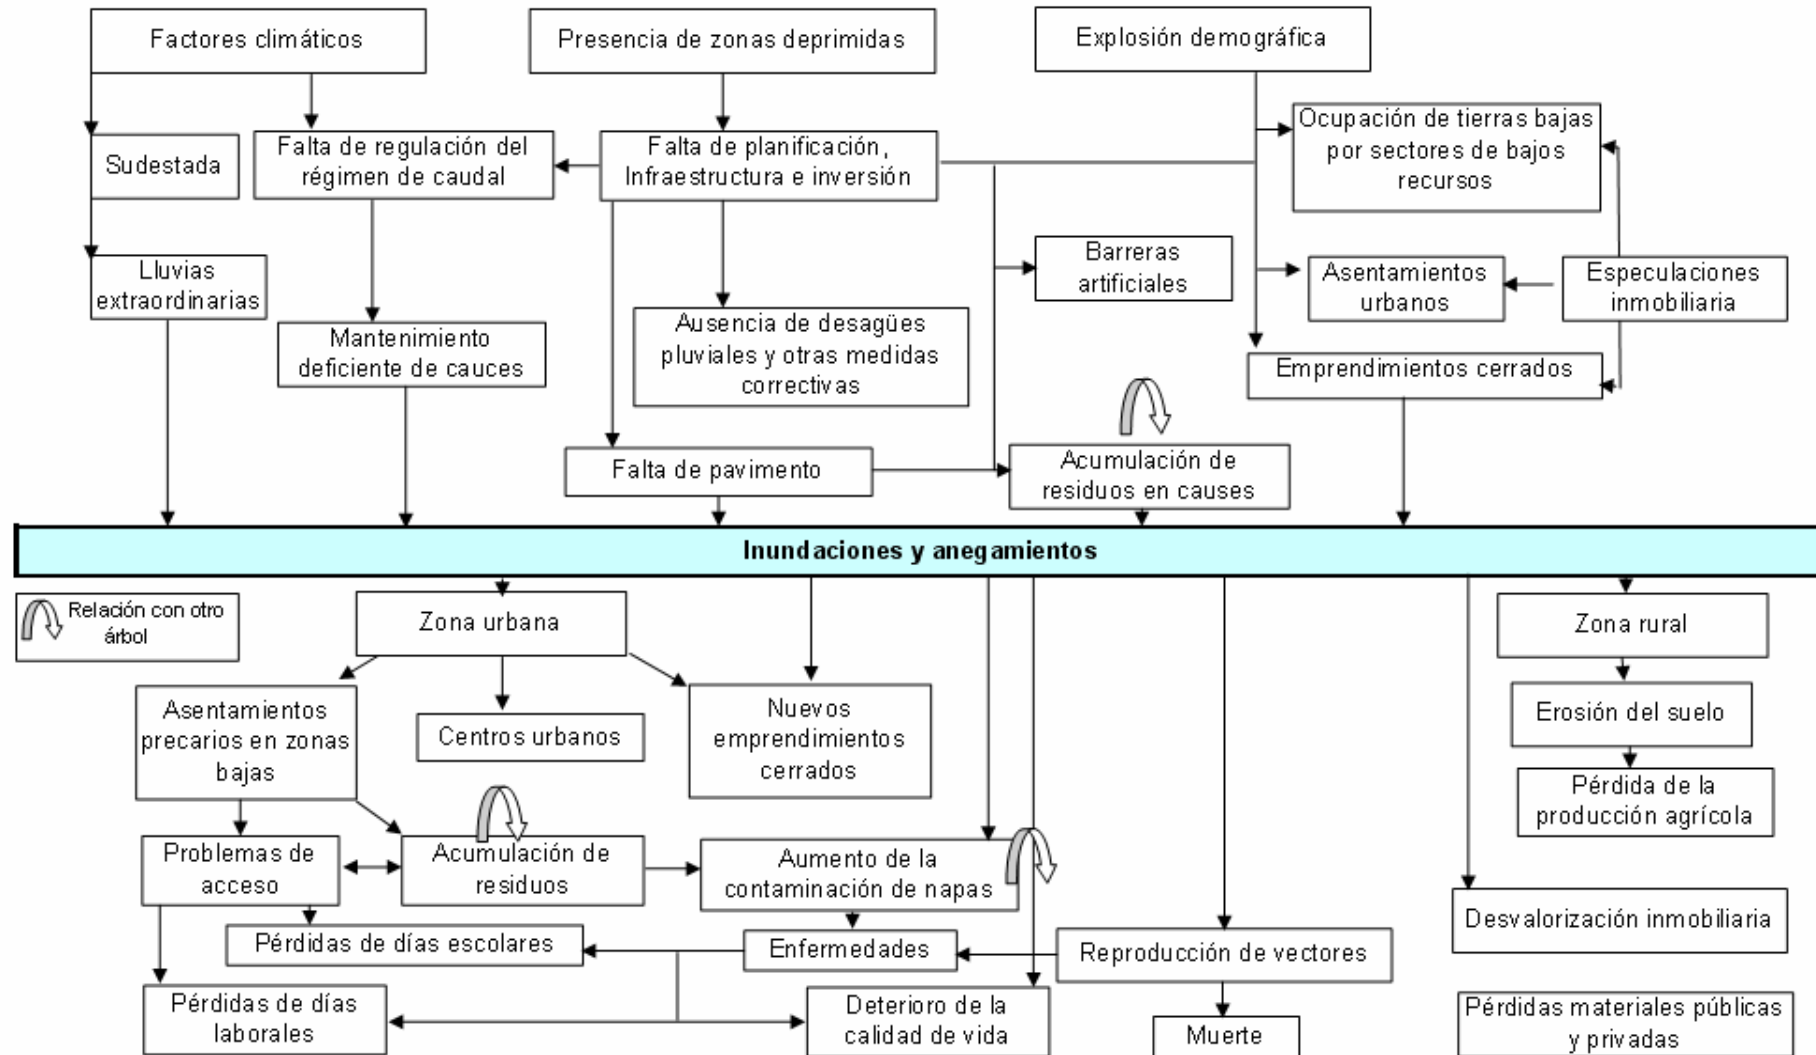 Factores climáticos
Presencia de zonas deprimidas
Explosión demográfica
Sudestada
Falta de regulación del
régimen de caudal
Falta de planificación,
Infraestructura e inversión
Ocupación de tierras bajas
por sectores de bajos
recursos
Lluvias
extraordinarias
Barreras
artificiales
Asentamientos
urbanos
Especulaciones
inmobiliaria
Mantenimiento
deficiente de cauces
Ausencia de desagües
pluviales y otras medidas
correctivas
Emprendimientos cerrados
Falta de pavimento
Acumulación de
residuos en causes
Inundaciones y anegamientos
Relación con otro
árbol
Zona urbana
Zona rural
Asentamientos
precarios en zonas
bajas
Centros urbanos
Nuevos
emprendimientos
cerrados
Erosión del suelo
Pérdida de la
producción agrícola
Problemas de
acceso
Acumulación de
residuos
Aumento de la
contaminación de napas
Desvalorización inmobiliaria
Pérdidas de días escolares
Enfermedades
Reproducción de vectores
Pérdidas de días
laborales
Deterioro de la
calidad de vida
Muerte
Pérdidas materiales públicas
y privadas